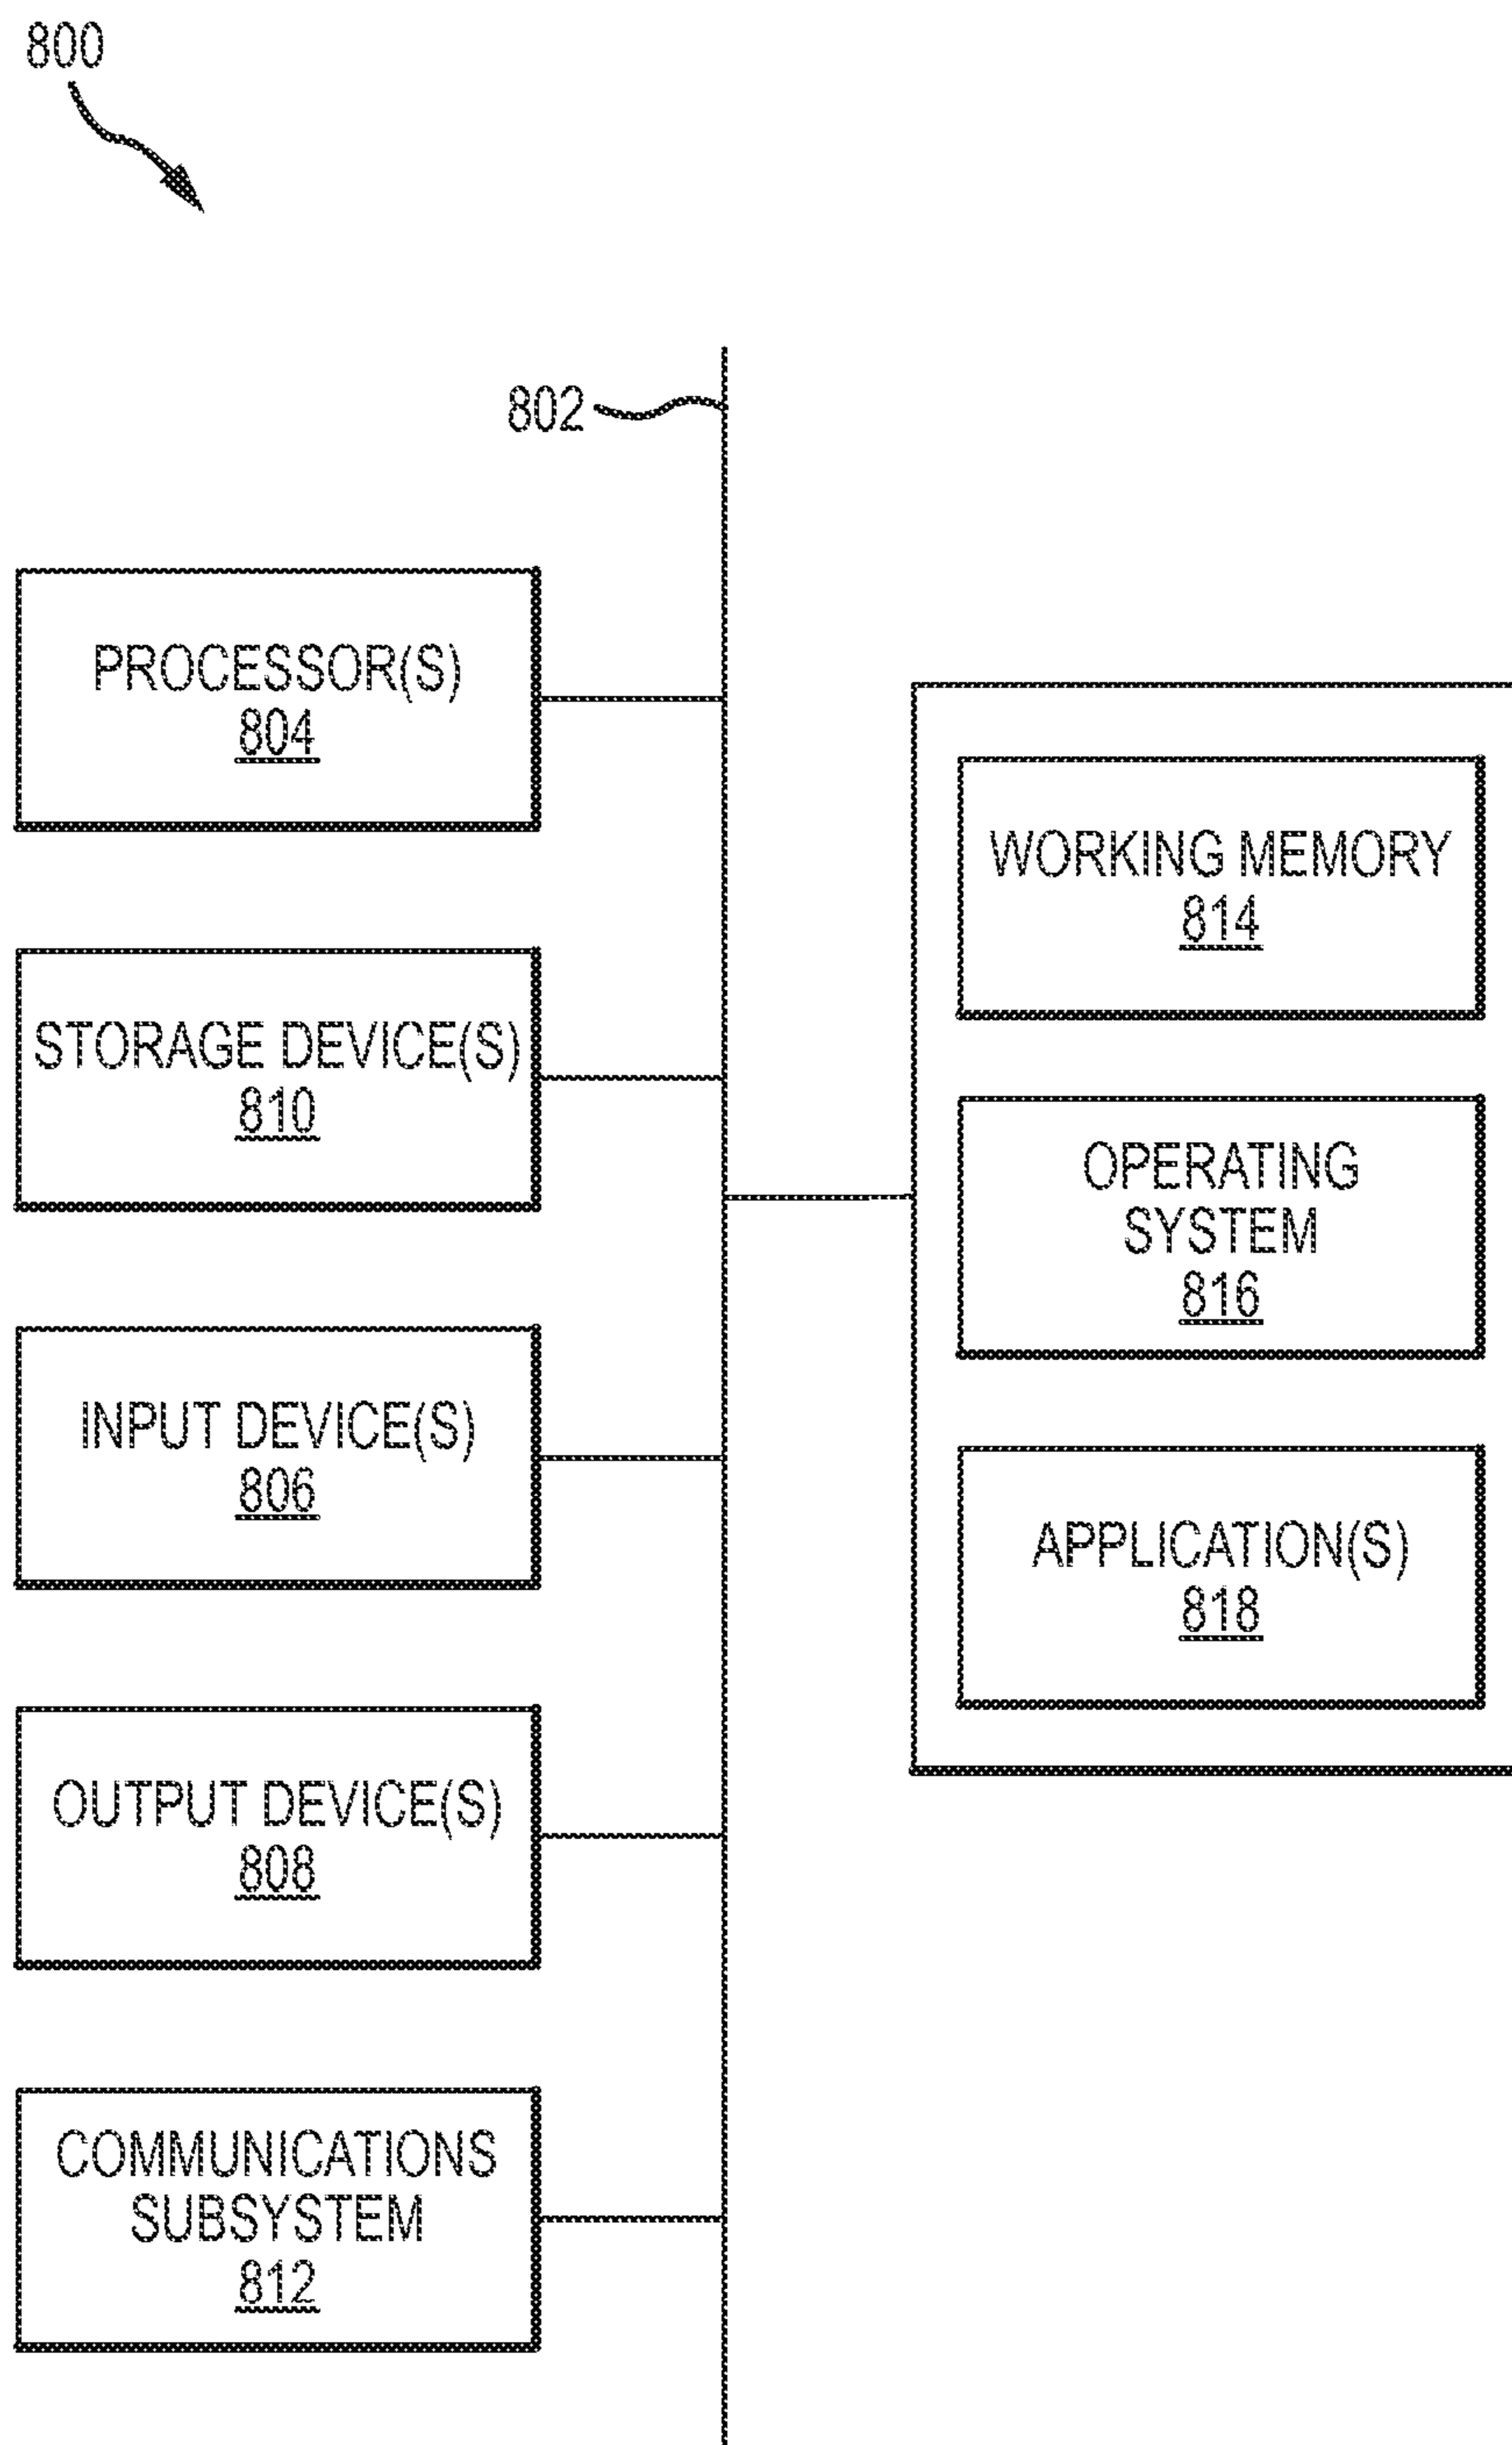 800
802
PROCESSOR(S)
804
STORAGE DEVICE(S)
810
INPUT DEVICE(S)
806
OUTPUT DEVICE(S)
808
COMMUNICATIONS
SUBSYSTEM
812
WORKING MEMORY
814
OPERATING
SYSTEM
816
APPLICATION(S)
818